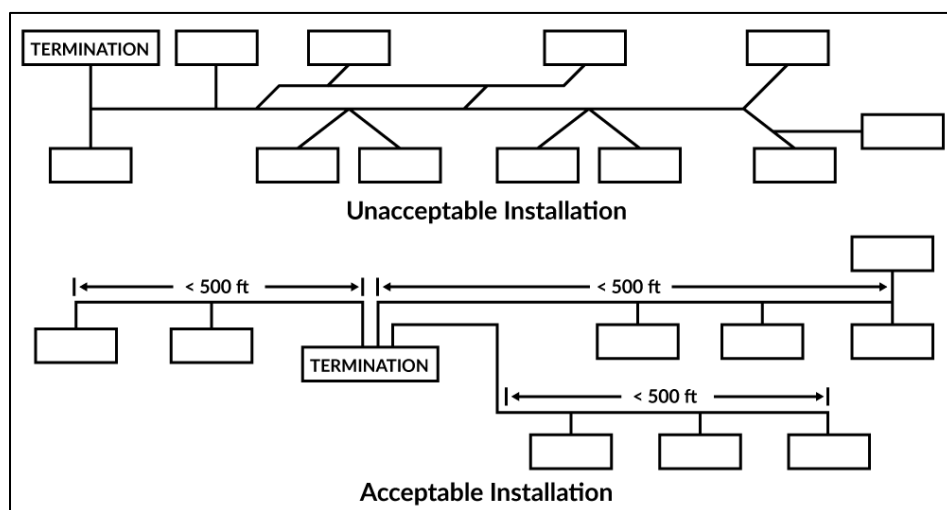 TERMINATION
Unacceptable Installation
< 500 ft
< 500 ft
TERMINATION
< 500 ft
Acceptable Installation